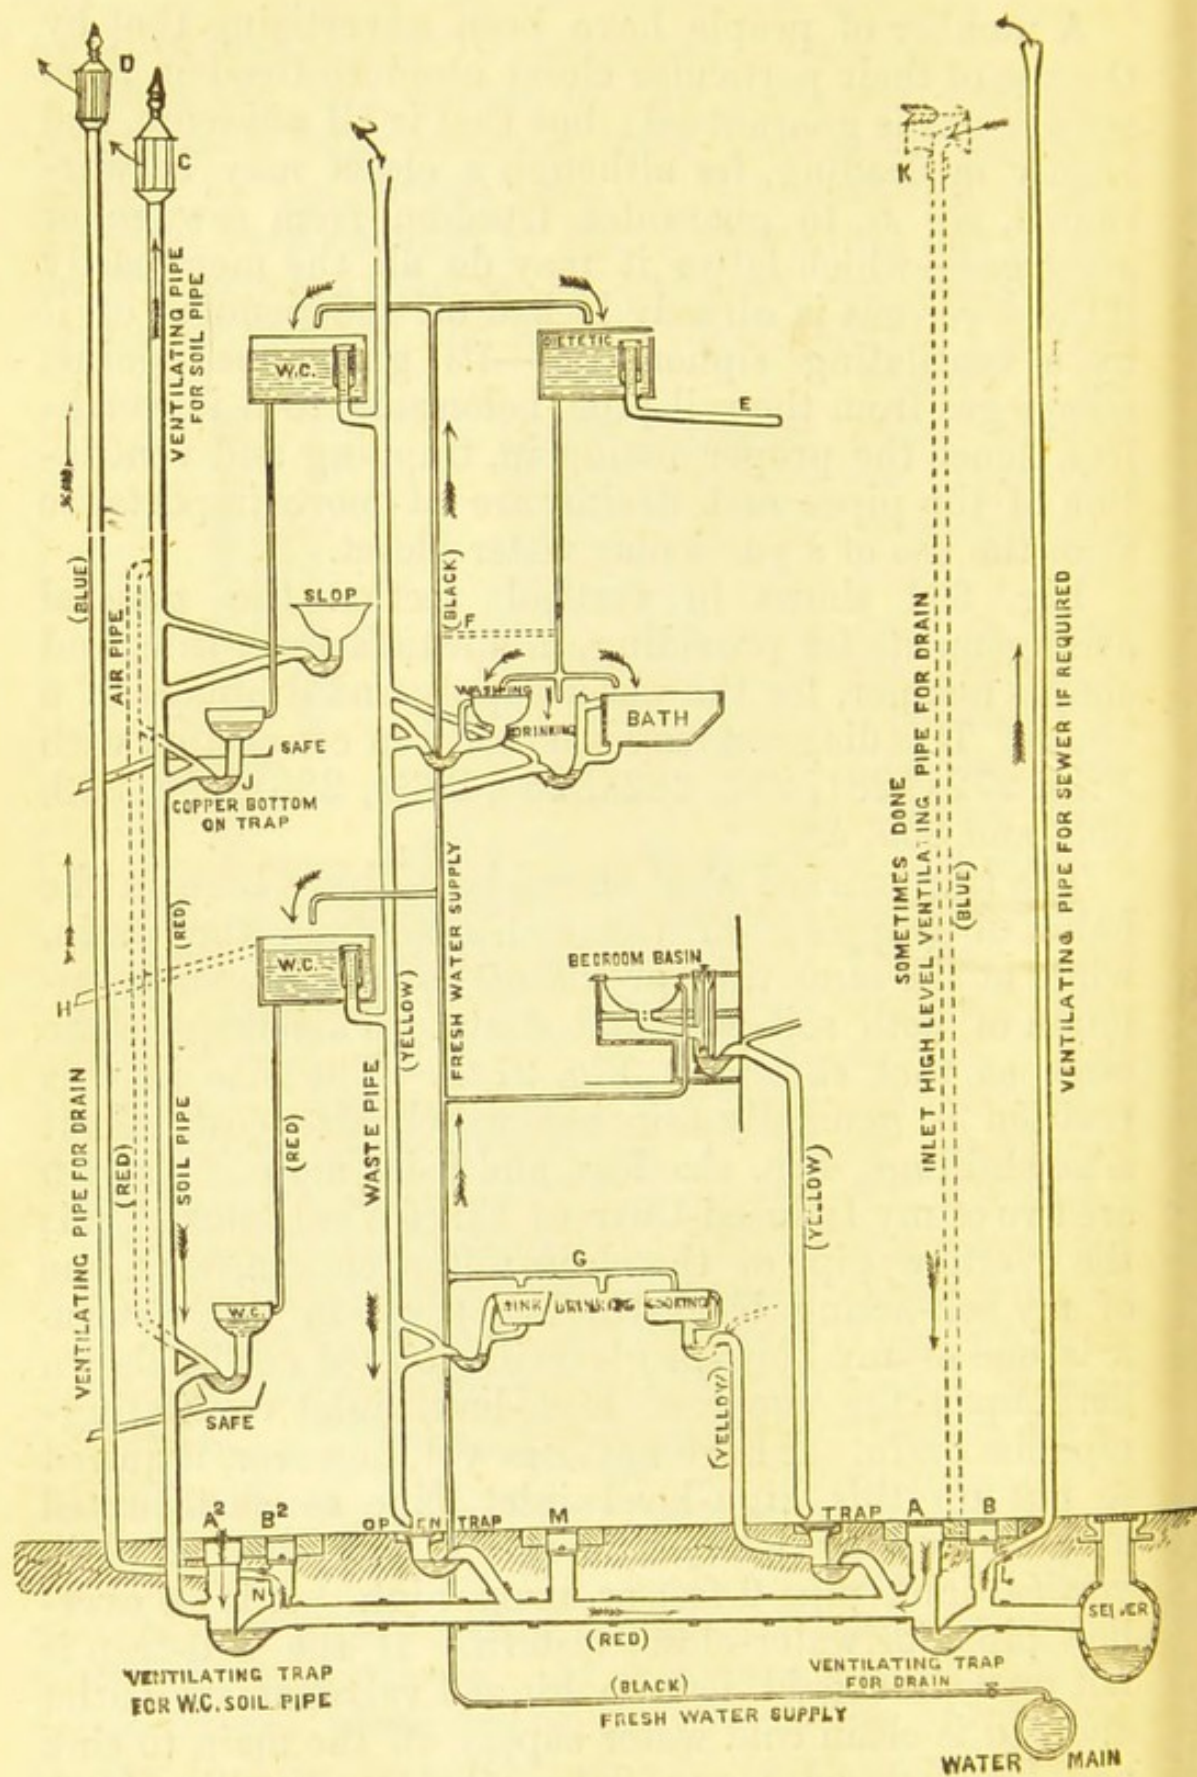 D
C
K
VENTILATING PIPE
FOR SOIL PIPE
W.C.
DIETETIC
E
(BLUE)
AIR PIPE
SLOP
(BLACK)
F
WASHING
DRINKING
BATH
SAFE
J
COPPER BOTTOM
ON TRAP
(RED)
W.C.
H
(YELLOW)
FRESH WATER SUPPLY
BEDROOM BASIN
SOMETIMES DONE
INLET HIGH LEVEL VENTILATING PIPE FOR DRAIN
(BLUE)
VENTILATING PIPE FOR SEWER IF REQUIRED
VENTILATING PIPE FOR DRAIN
(RED)
SOIL PIPE
(RED)
WASTE PIPE
(YELLOW)
G
W.C.
SINK
DRINKING
COOKING
SAFE
(YELLOW)
A²
B²
OPEN TRAP
M
TRAP
A
B
N
L
SEWER
(RED)
VENTILATING TRAP
FOR W.C. SOIL PIPE
VENTILATING TRAP
FOR DRAIN
(BLACK)
FRESH WATER SUPPLY
WATER MAIN